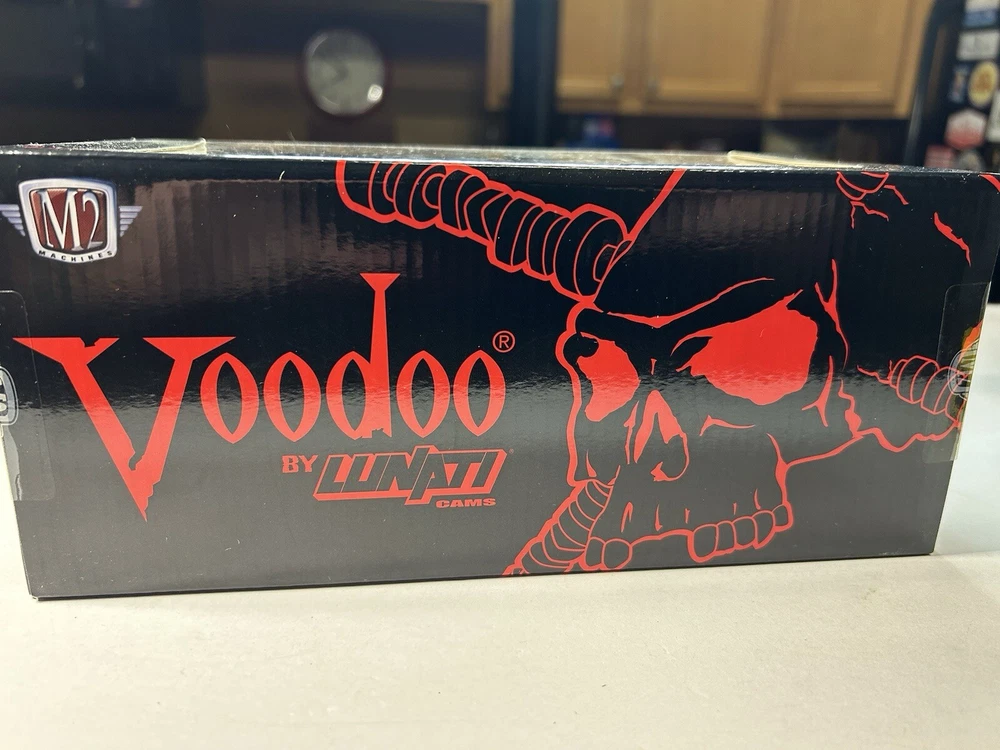 M2
MACHINES
Voodoo®
BY LUNATI®
CAMS